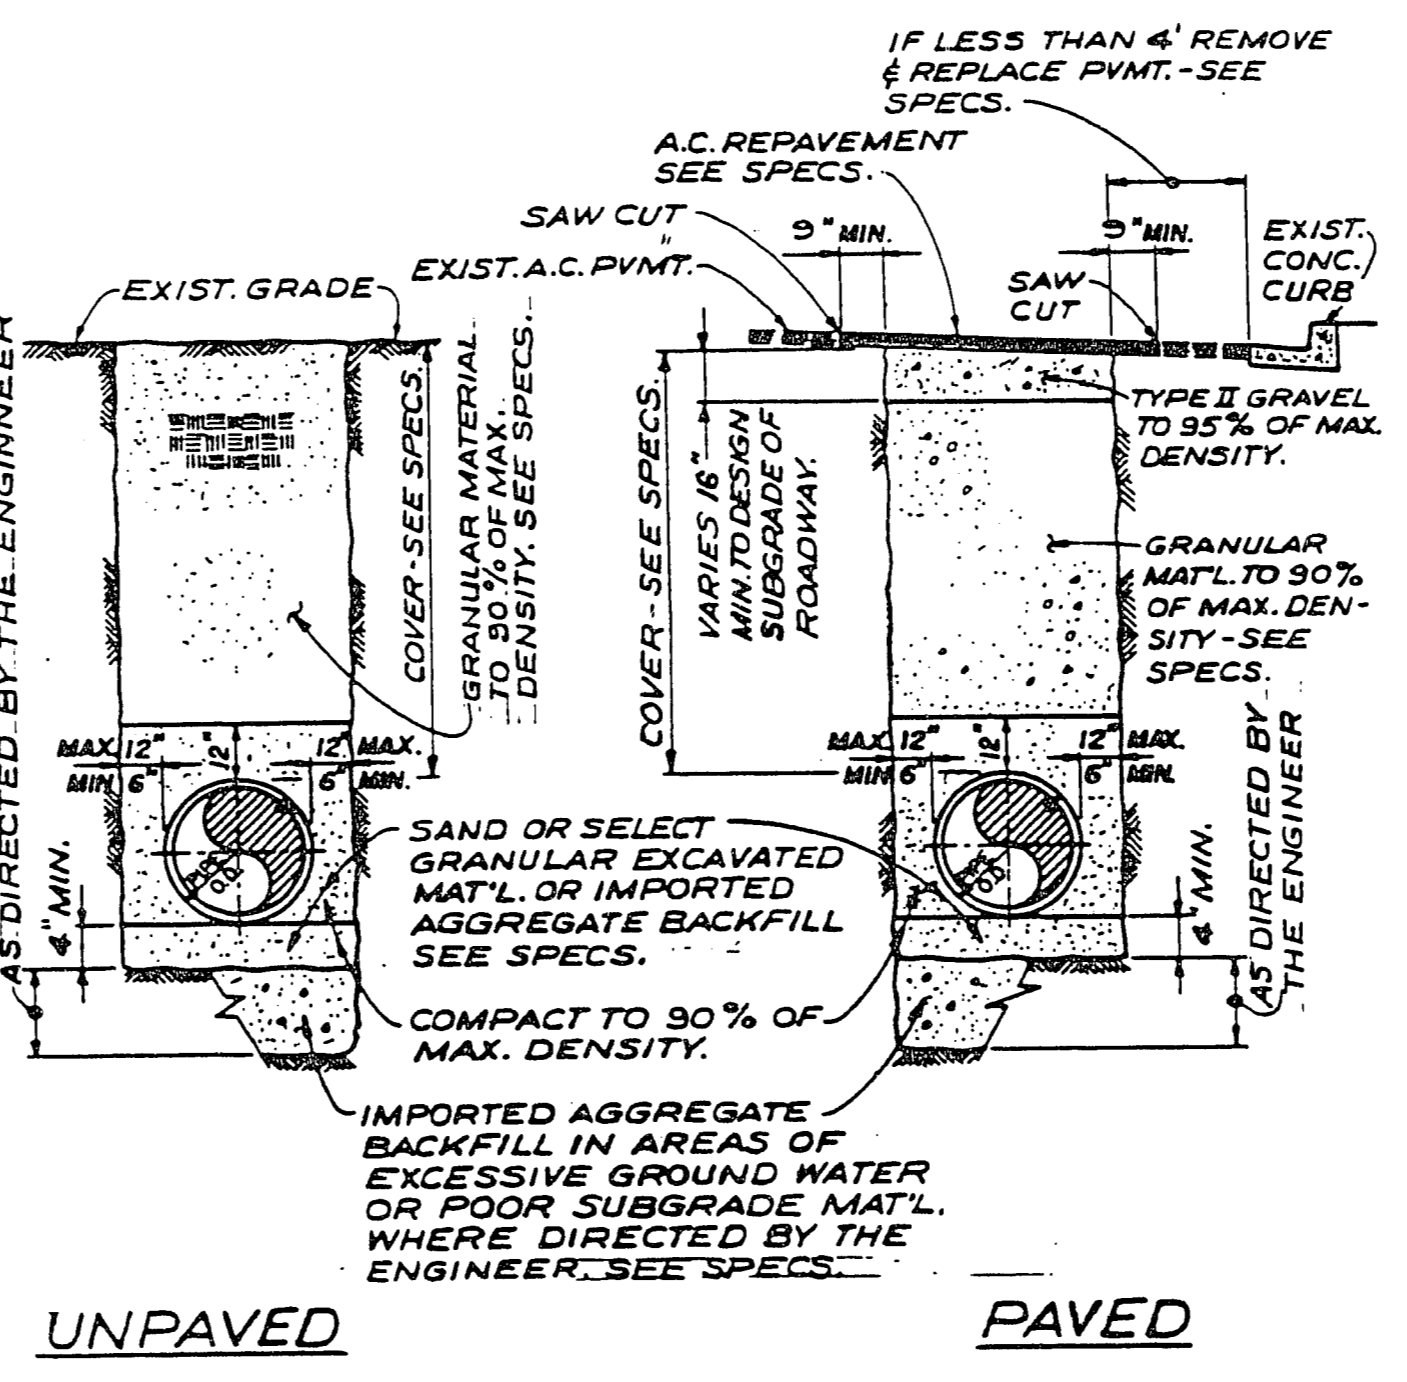 IF LESS THAN 4' REMOVE
& REPLACE PVMT.-SEE
SPECS.
A.C. REPAVEMENT
SEE SPECS.
SAW CUT
9" MIN.
9" MIN.
EXIST.
CONC.
CURB
EXIST. A.C. PVMT.
SAW
CUT
EXIST. GRADE
AS DIRECTED BY THE ENGINNEER
COVER-SEE SPECS.
GRANULAR MATERIAL
TO 90% OF MAX.
DENSITY. SEE SPECS.
COVER-SEE SPECS.
VARIES 16"
MIN. TO DESIGN
SUBGRADE OF
ROADWAY.
TYPE II GRAVEL
TO 95% OF MAX.
DENSITY.
GRANULAR
MAT'L. TO 90%
OF MAX. DEN-
SITY-SEE
SPECS.
MAX. 12"
MIN 6"
12"
12" MAX.
6" MIN.
MAX. 12"
MIN 6"
12"
12" MAX.
6" MIN.
PIPE
O.D.
PIPE
O.D.
4" MIN.
SAND OR SELECT
GRANULAR EXCAVATED
MAT'L. OR IMPORTED
AGGREGATE BACKFILL
SEE SPECS.
4" MIN.
AS DIRECTED BY
THE ENGINEER
COMPACT TO 90% OF
MAX. DENSITY.
IMPORTED AGGREGATE
BACKFILL IN AREAS OF
EXCESSIVE GROUND WATER
OR POOR SUBGRADE MAT'L.
WHERE DIRECTED BY THE
ENGINEER. SEE SPECS.
UNPAVED
PAVED